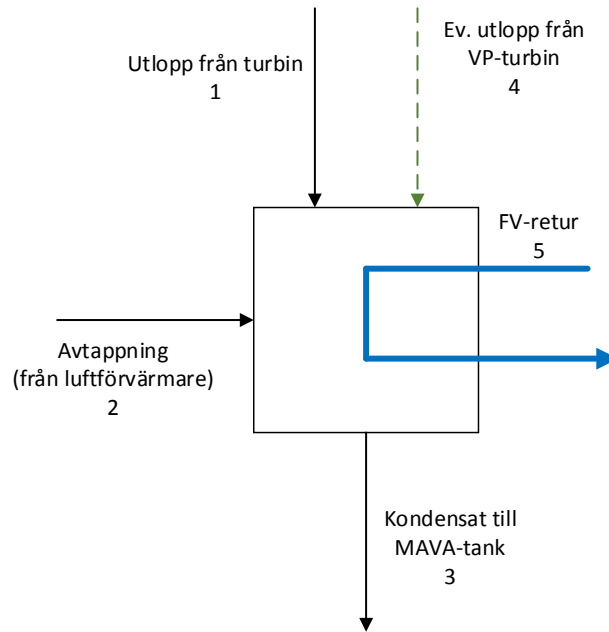 Utlopp från turbin
1
Ev. utlopp från
VP-turbin
4
FV-retur
5
Avtappning
(från luftförvärmare)
2
Kondensat till
MAVA-tank
3